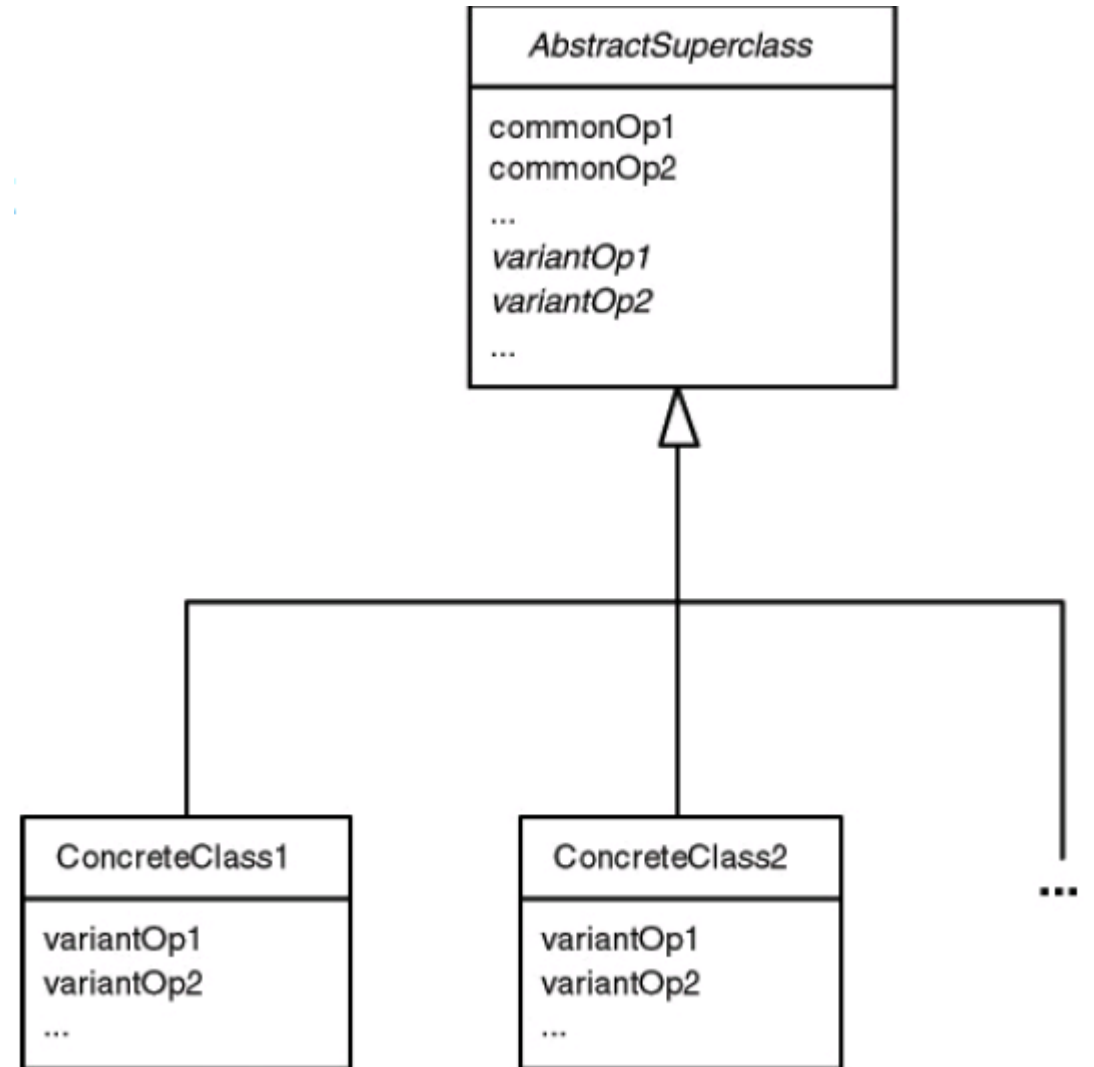 AbstractSuperclass
commonOp1
commonOp2
...
variantOp1
variantOp2
...
ConcreteClass1
variantOp1
variantOp2
...
ConcreteClass2
variantOp1
variantOp2
...
...